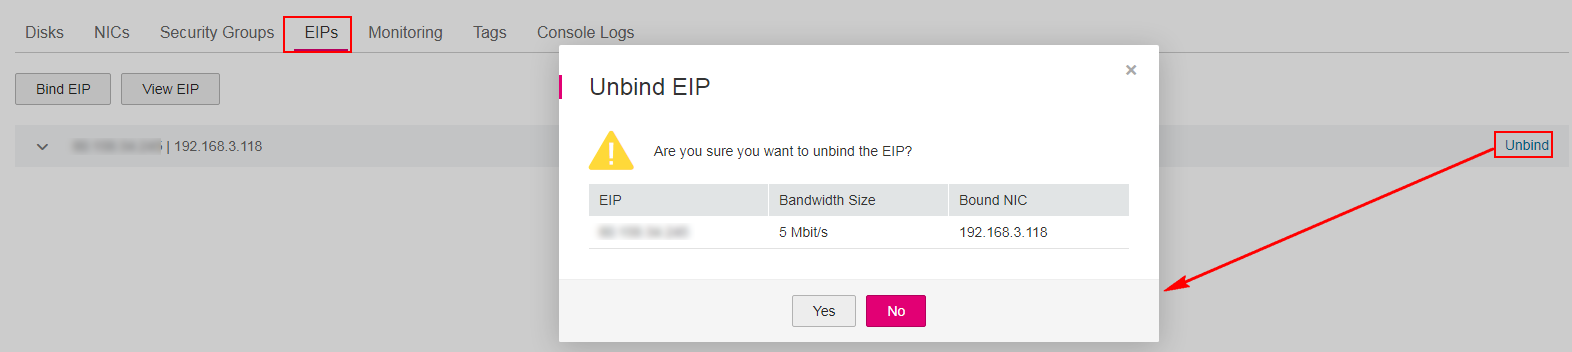 Disks NICs Security Groups EIPs Monitoring Tags Console Logs
Bind EIP View EIP
| 192.168.3.118
Unbind
×
Unbind EIP
Are you sure you want to unbind the EIP?
EIP Bandwidth Size Bound NIC
5 Mbit/s 192.168.3.118
Yes No